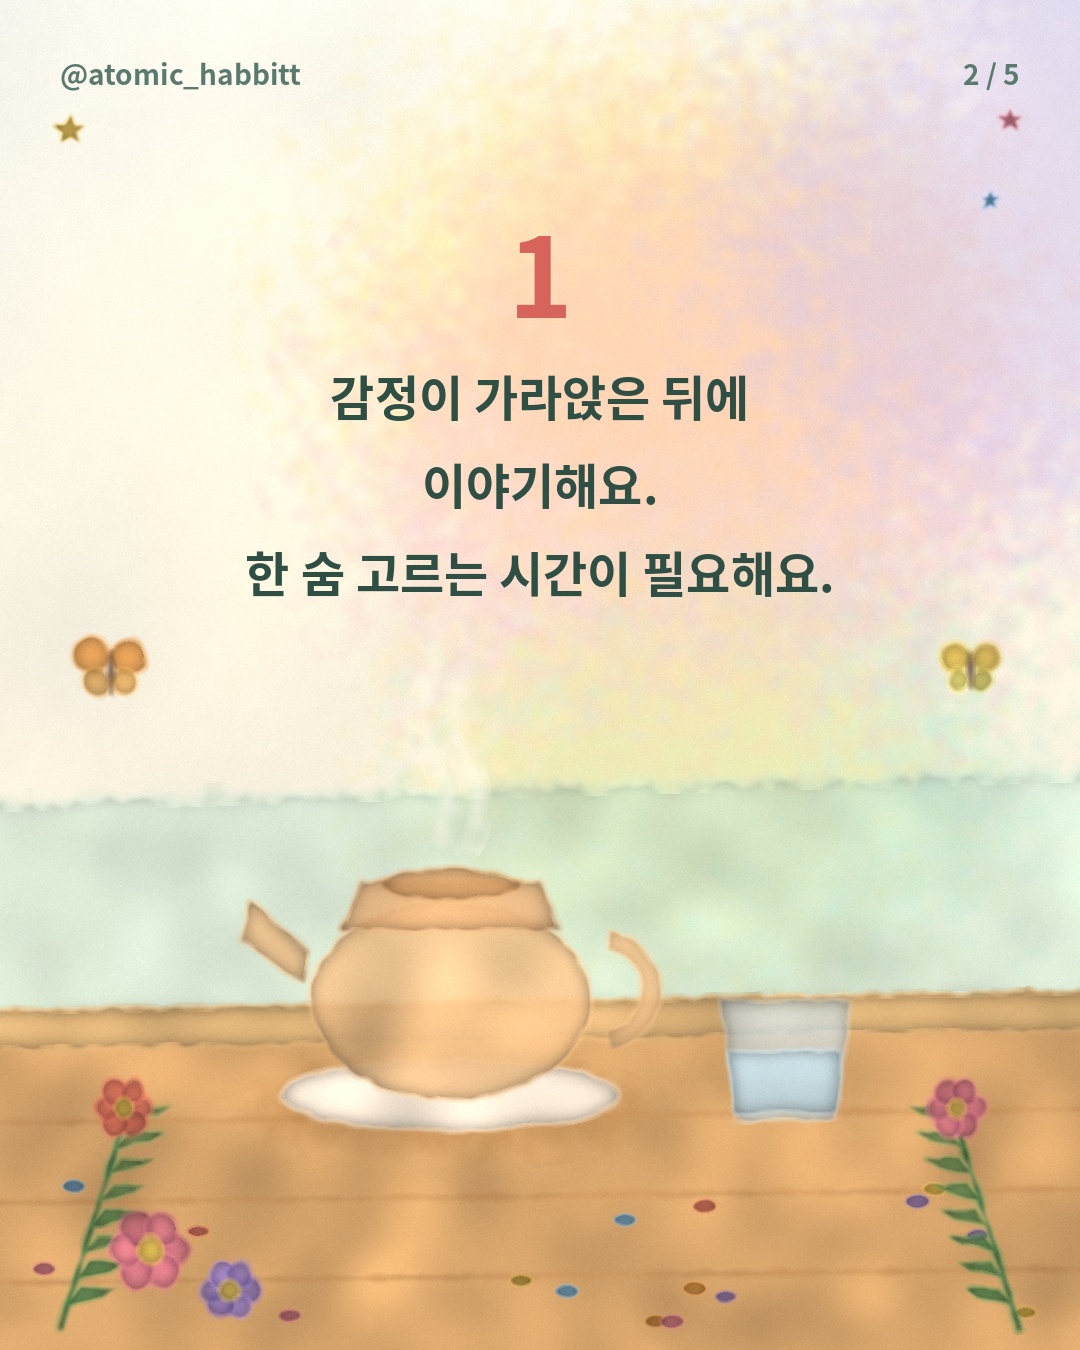 @atomic_habbitt
2 / 5
1
감정이 가라앉은 뒤에
이야기해요.
한 숨 고르는 시간이 필요해요.